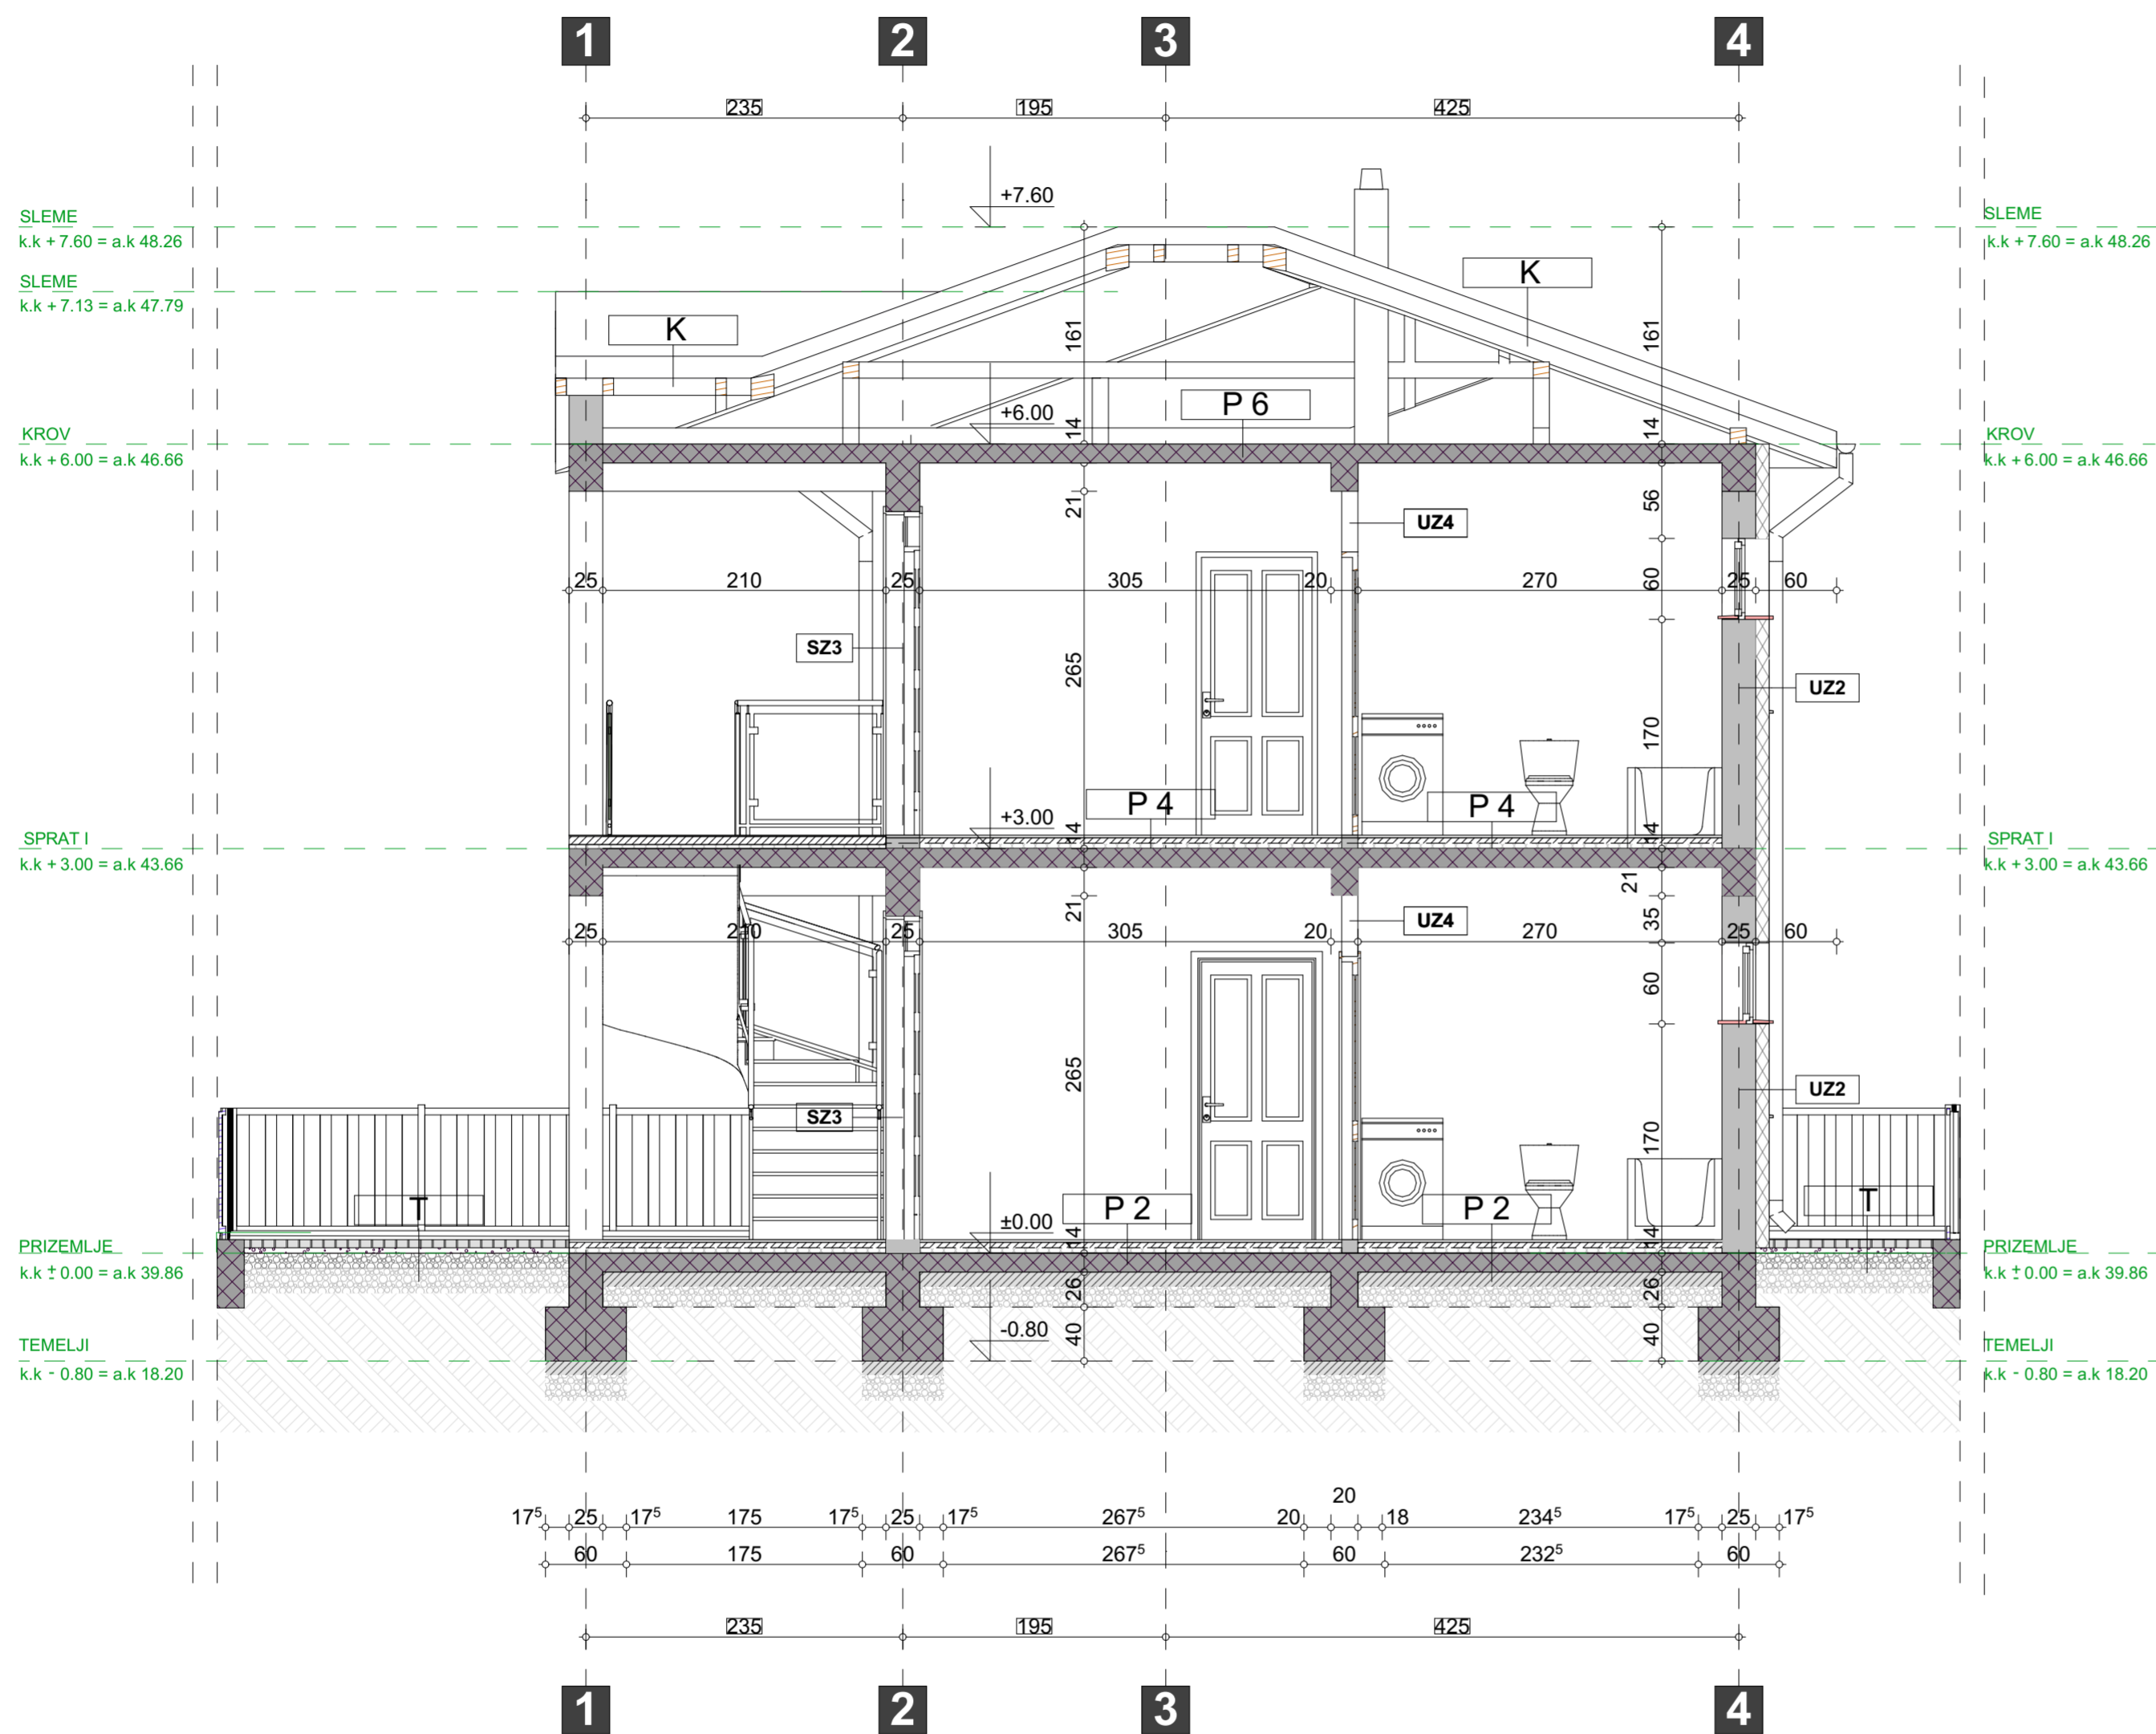 1 2 3 4
235 195 425
+7.60
SLEME SLEME
k.k + 7.60 = a.k 48.26 k.k + 7.60 = a.k 48.26
K
SLEME
k.k + 7.13 = a.k 47.79
K
161 161
P 6
+6.00
14 14
KROV KROV
k.k + 6.00 = a.k 46.66 k.k + 6.00 = a.k 46.66
21 56
UZ4
25 210 25 305 20 270 60 25 60
SZ3
265
UZ2
170
P 4 P 4
+3.00
14 14
SPRAT I SPRAT I
k.k + 3.00 = a.k 43.66 k.k + 3.00 = a.k 43.66
21
21 35
UZ4
25 210 25 305 20 270 25 60
60
265
UZ2
SZ3
170
T P 2 P 2 T
±0.00
14 14
PRIZEMLJE PRIZEMLJE
k.k ± 0.00 = a.k 39.86 k.k ± 0.00 = a.k 39.86
26 26
-0.80
40 40
TEMELJI TEMELJI
k.k - 0.80 = a.k 18.20 k.k - 0.80 = a.k 18.20
20
17⁵ 25 17⁵ 175 17⁵ 25 17⁵ 267⁵ 20 18 234⁵ 17⁵ 25 17⁵
60 175 60 267⁵ 60 232⁵ 60
235 195 425
1 2 3 4